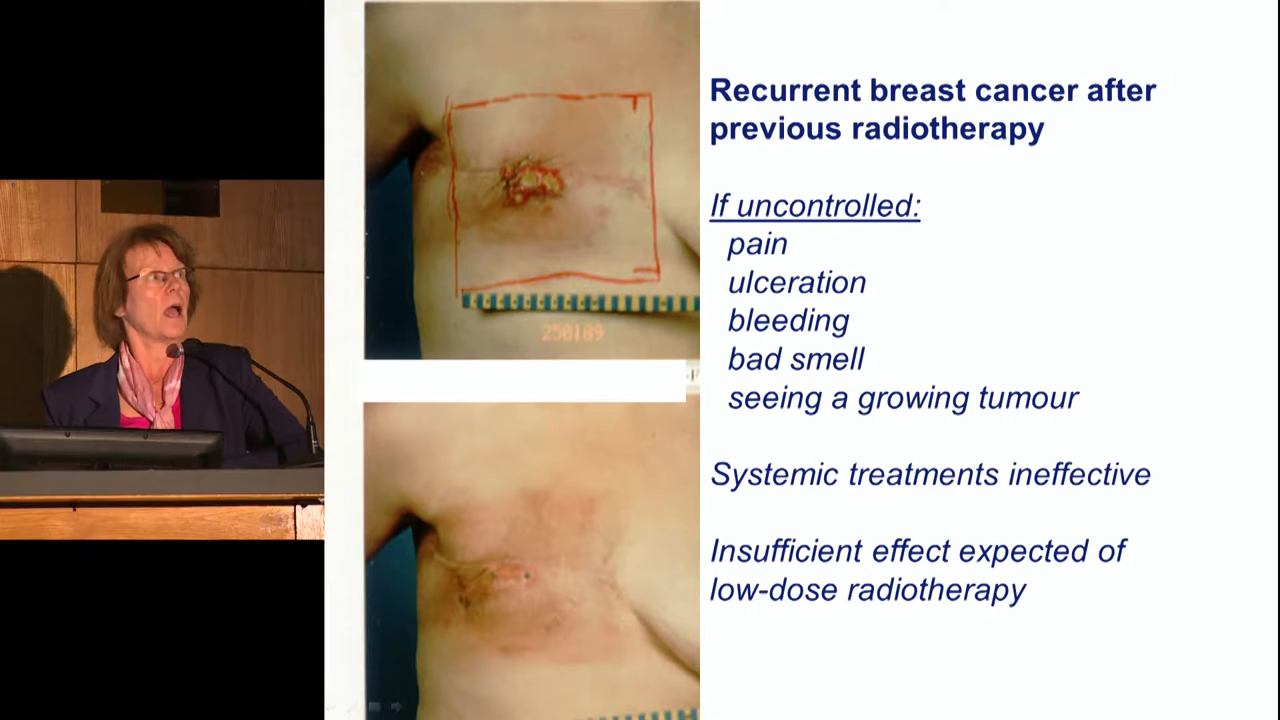 Recurrent breast cancer after
previous radiotherapy
If uncontrolled:
pain
ulceration
bleeding
bad smell
seeing a growing tumour
Systemic treatments ineffective
Insufficient effect expected of
low-dose radiotherapy
250189